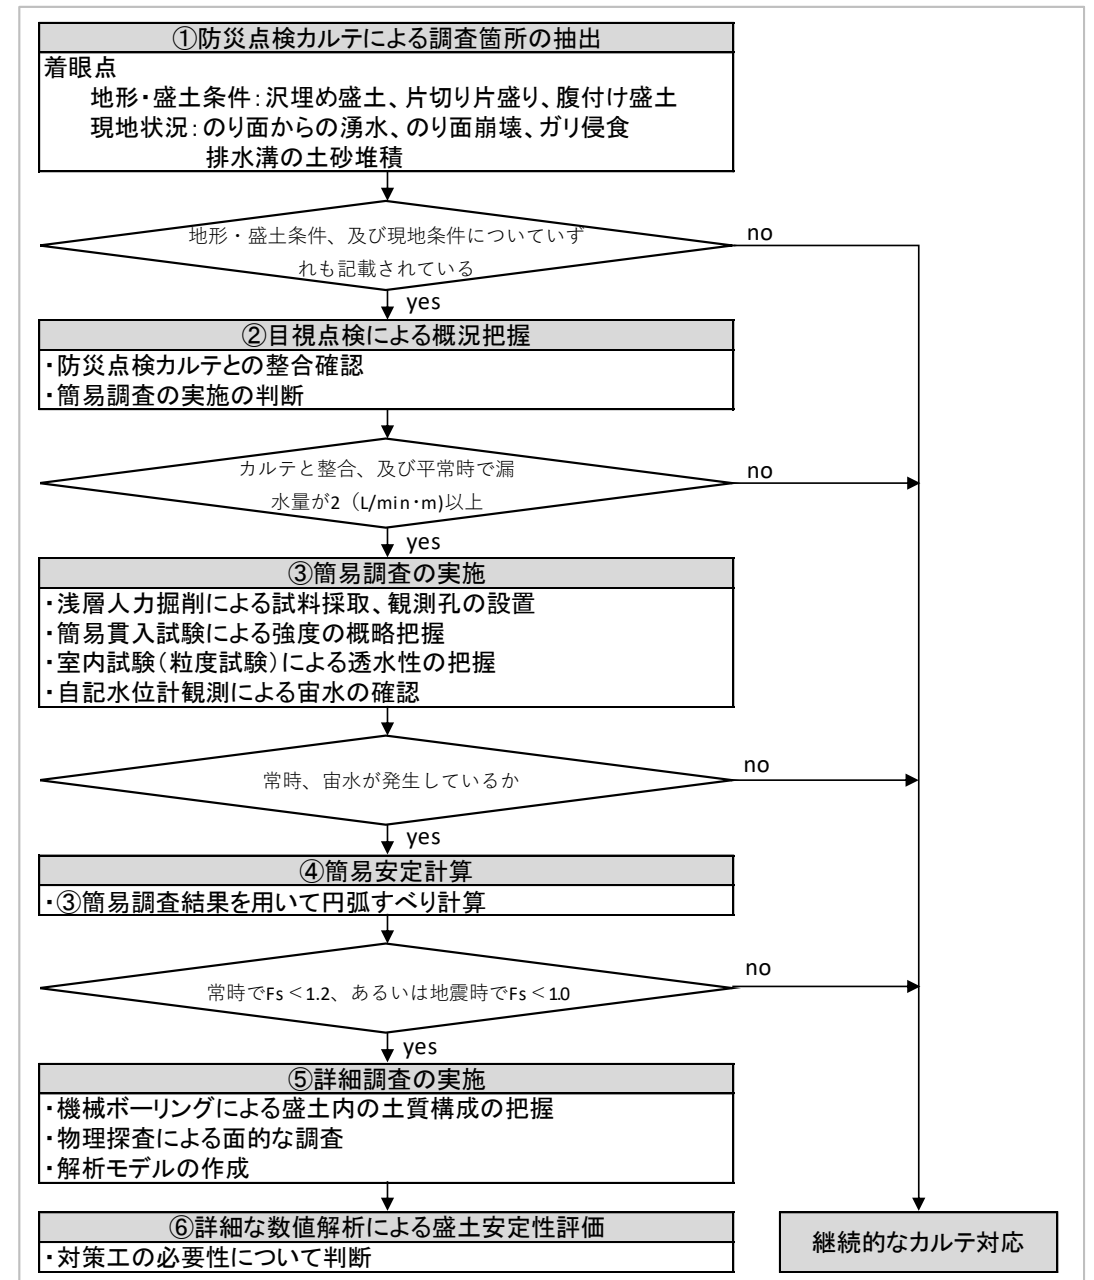 ①防災点検カルテによる調査箇所の抽出
着眼点
地形・盛土条件：沢埋め盛土、片切り片盛り、腹付け盛土
現地状況：のり面からの湧水、のり面崩壊、ガリ侵食
排水溝の土砂堆積
地形・盛土条件、及び現地条件についていず
れも記載されている
no
yes
②目視点検による概況把握
・防災点検カルテとの整合確認
・簡易調査の実施の判断
カルテと整合、及び平常時で漏
水量が2（L/min･m)以上
no
yes
③簡易調査の実施
・浅層人力掘削による試料採取、観測孔の設置
・簡易貫入試験による強度の概略把握
・室内試験（粒度試験）による透水性の把握
・自記水位計観測による宙水の確認
常時、宙水が発生しているか
no
yes
④簡易安定計算
・③簡易調査結果を用いて円弧すべり計算
常時でFs＜1.2、あるいは地震時でFs＜1.0
no
yes
⑤詳細調査の実施
・機械ボーリングによる盛土内の土質構成の把握
・物理探査による面的な調査
・解析モデルの作成
⑥詳細な数値解析による盛土安定性評価
・対策工の必要性について判断
継続的なカルテ対応